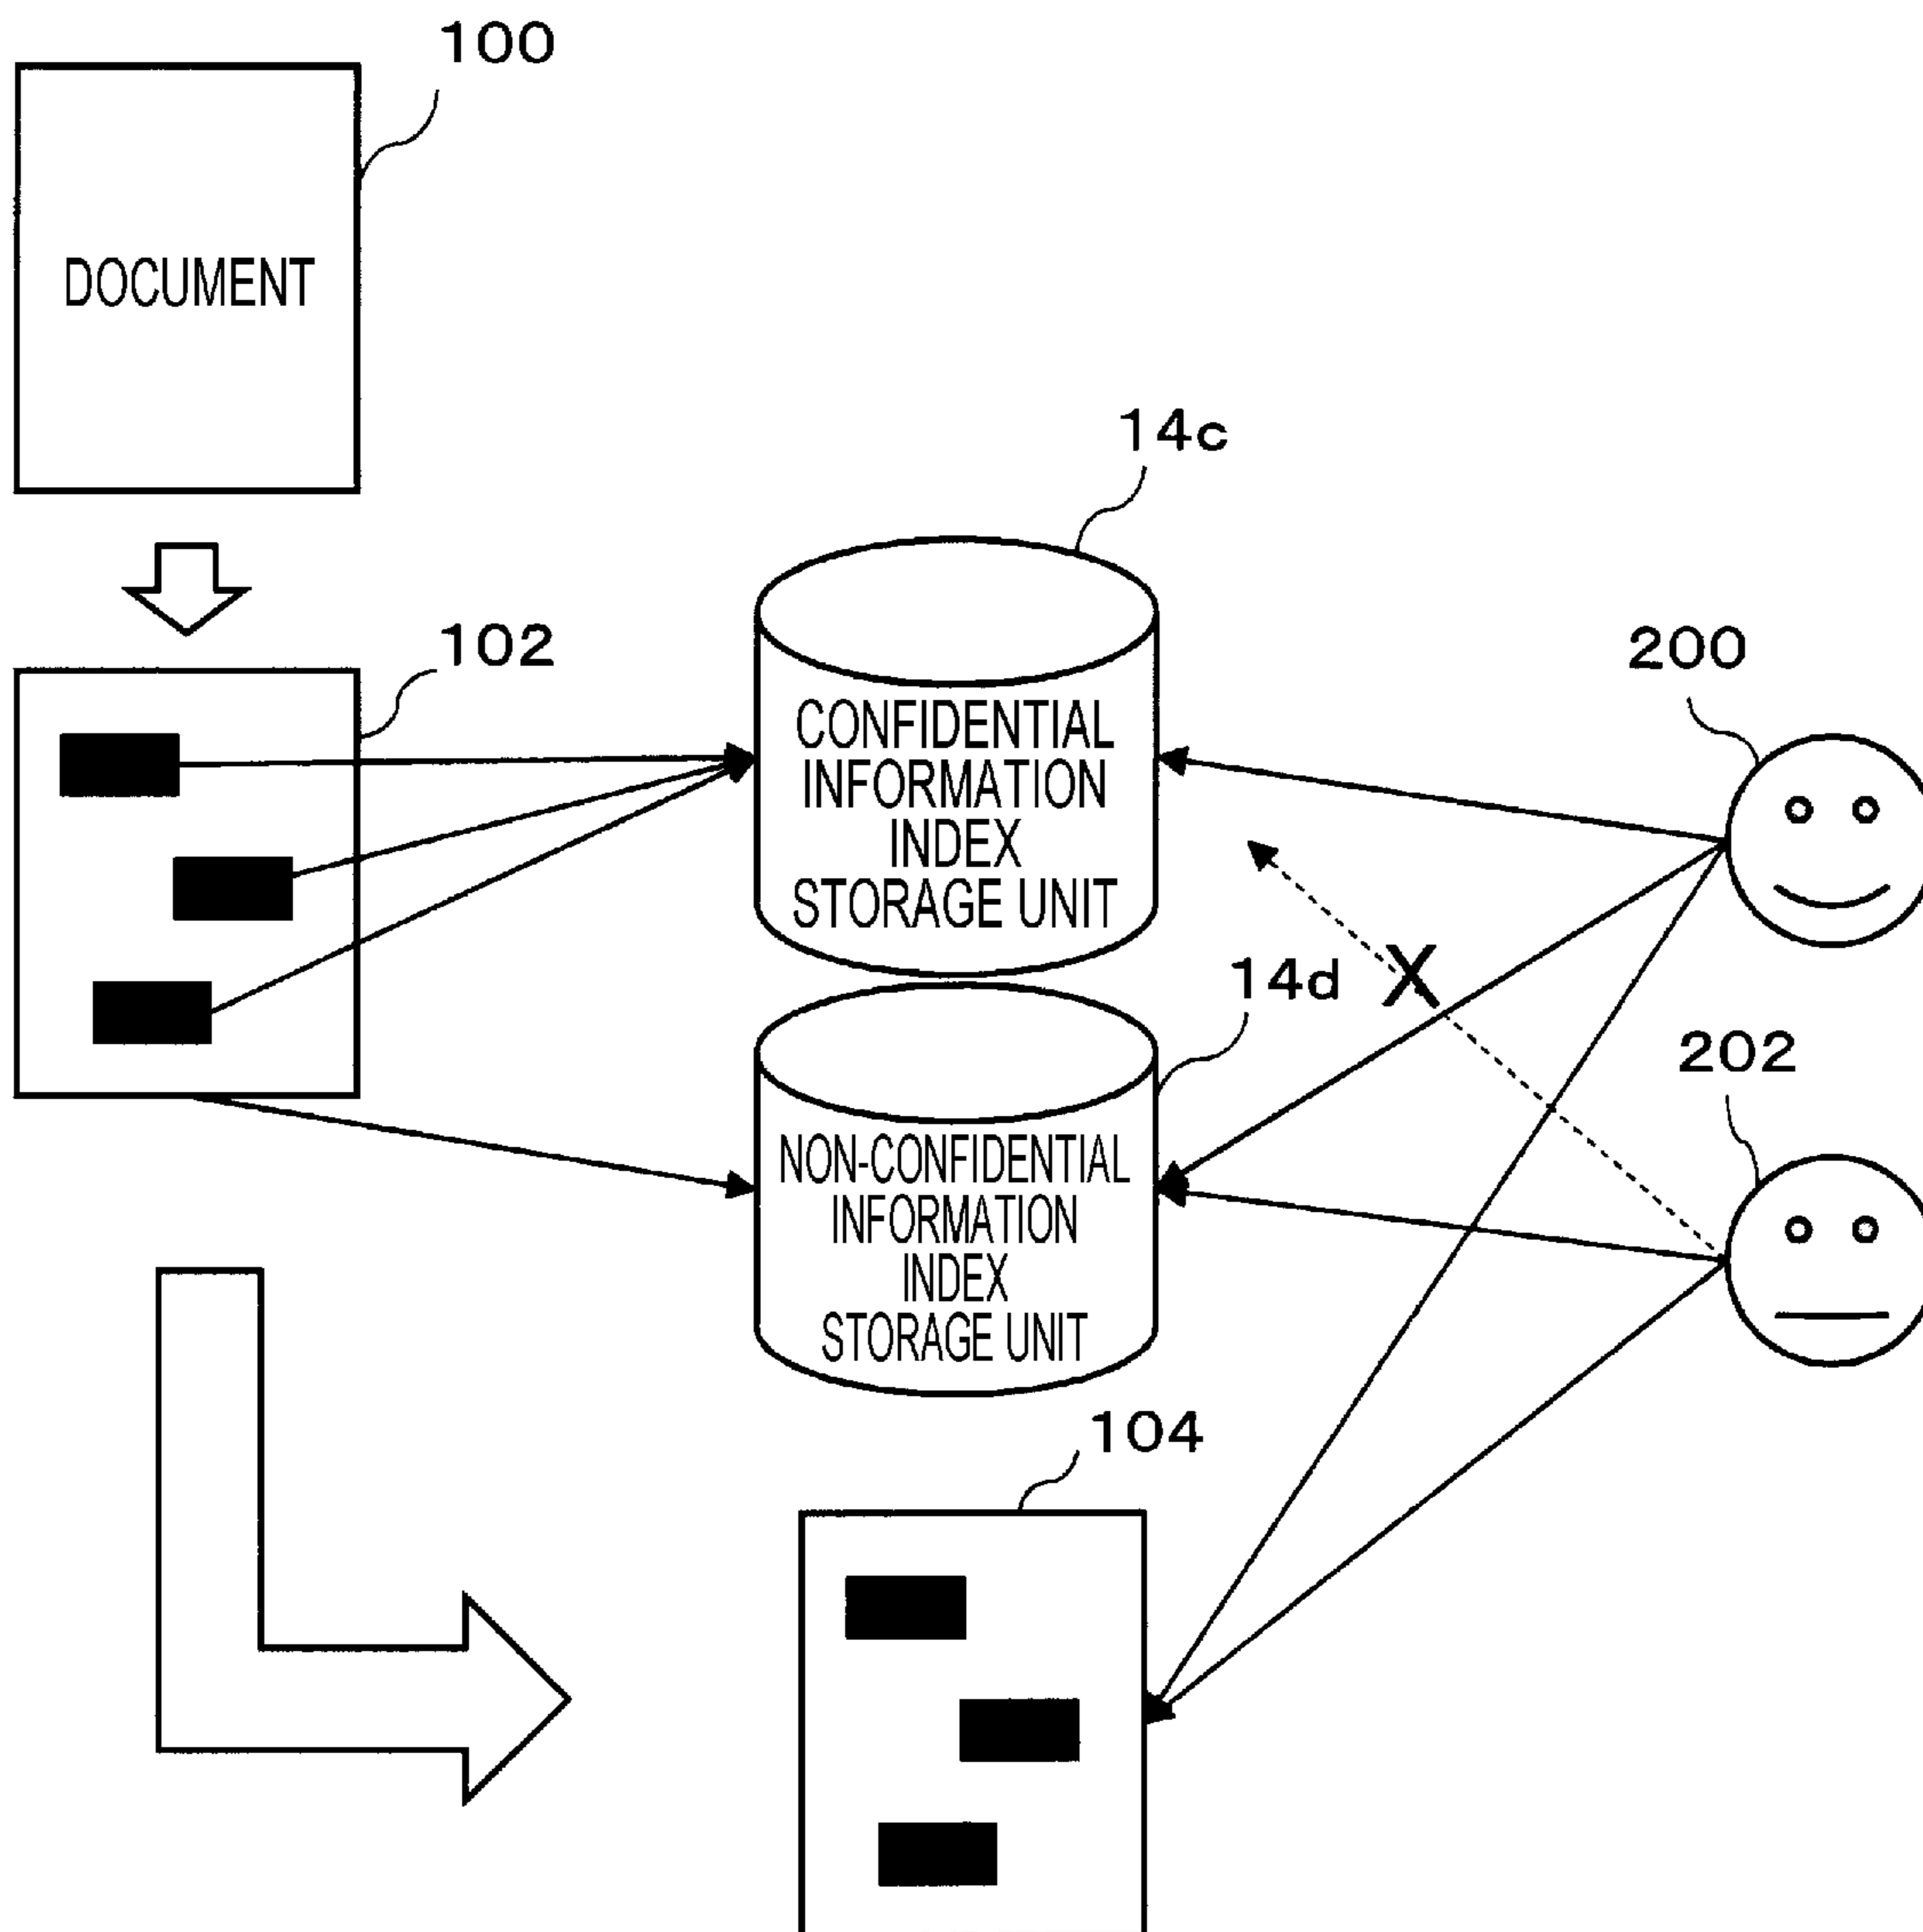 100
DOCUMENT
14c
102
200
CONFIDENTIAL
INFORMATION
INDEX
STORAGE UNIT
14d
X
202
NON-CONFIDENTIAL
INFORMATION
INDEX
STORAGE UNIT
104